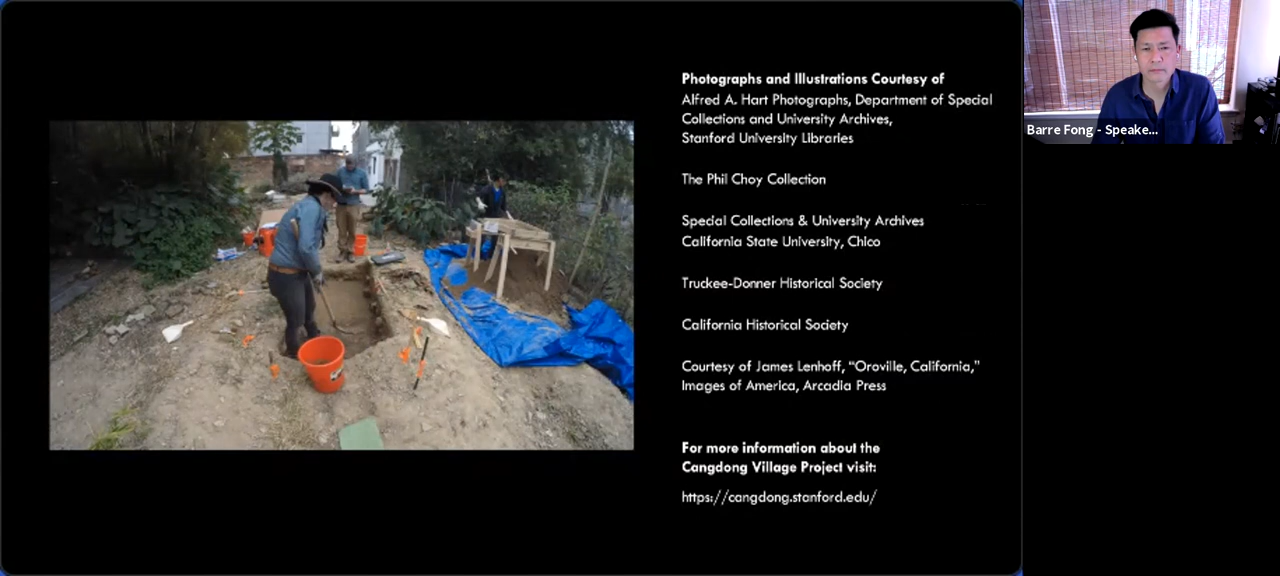 Photographs and Illustrations Courtesy of
Alfred A. Hart Photographs, Department of Special
Collections and University Archives,
Stanford University Libraries
The Phil Choy Collection
Special Collections & University Archives
California State University, Chico
Truckee-Donner Historical Society
California Historical Society
Courtesy of James Lenhoff, "Oroville, California,"
Images of America, Arcadia Press
For more information about the
Cangdong Village Project visit:
https://cangdong.stanford.edu/
Barre Fong - Speake...